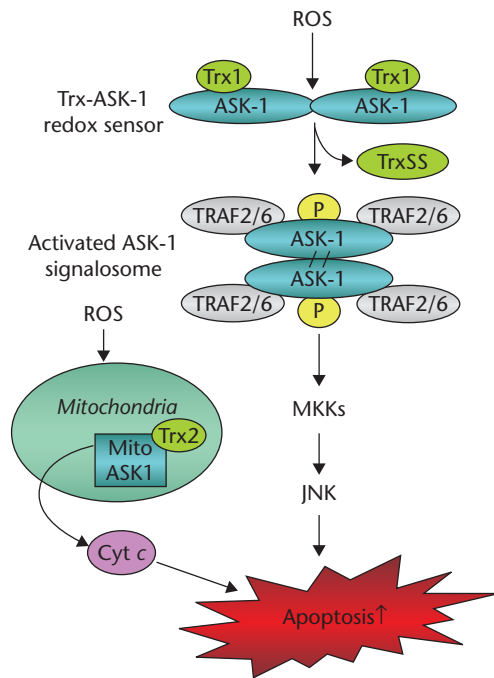 ROS
Trx1
Trx1
Trx-ASK-1
redox sensor
ASK-1
ASK-1
TrxSS
TRAF2/6
P
TRAF2/6
Activated ASK-1
signalosome
ASK-1
ASK-1
TRAF2/6
P
TRAF2/6
ROS
Mitochondria
Trx2
Mito
ASK1
MKKs
JNK
Cyt c
Apoptosis↑